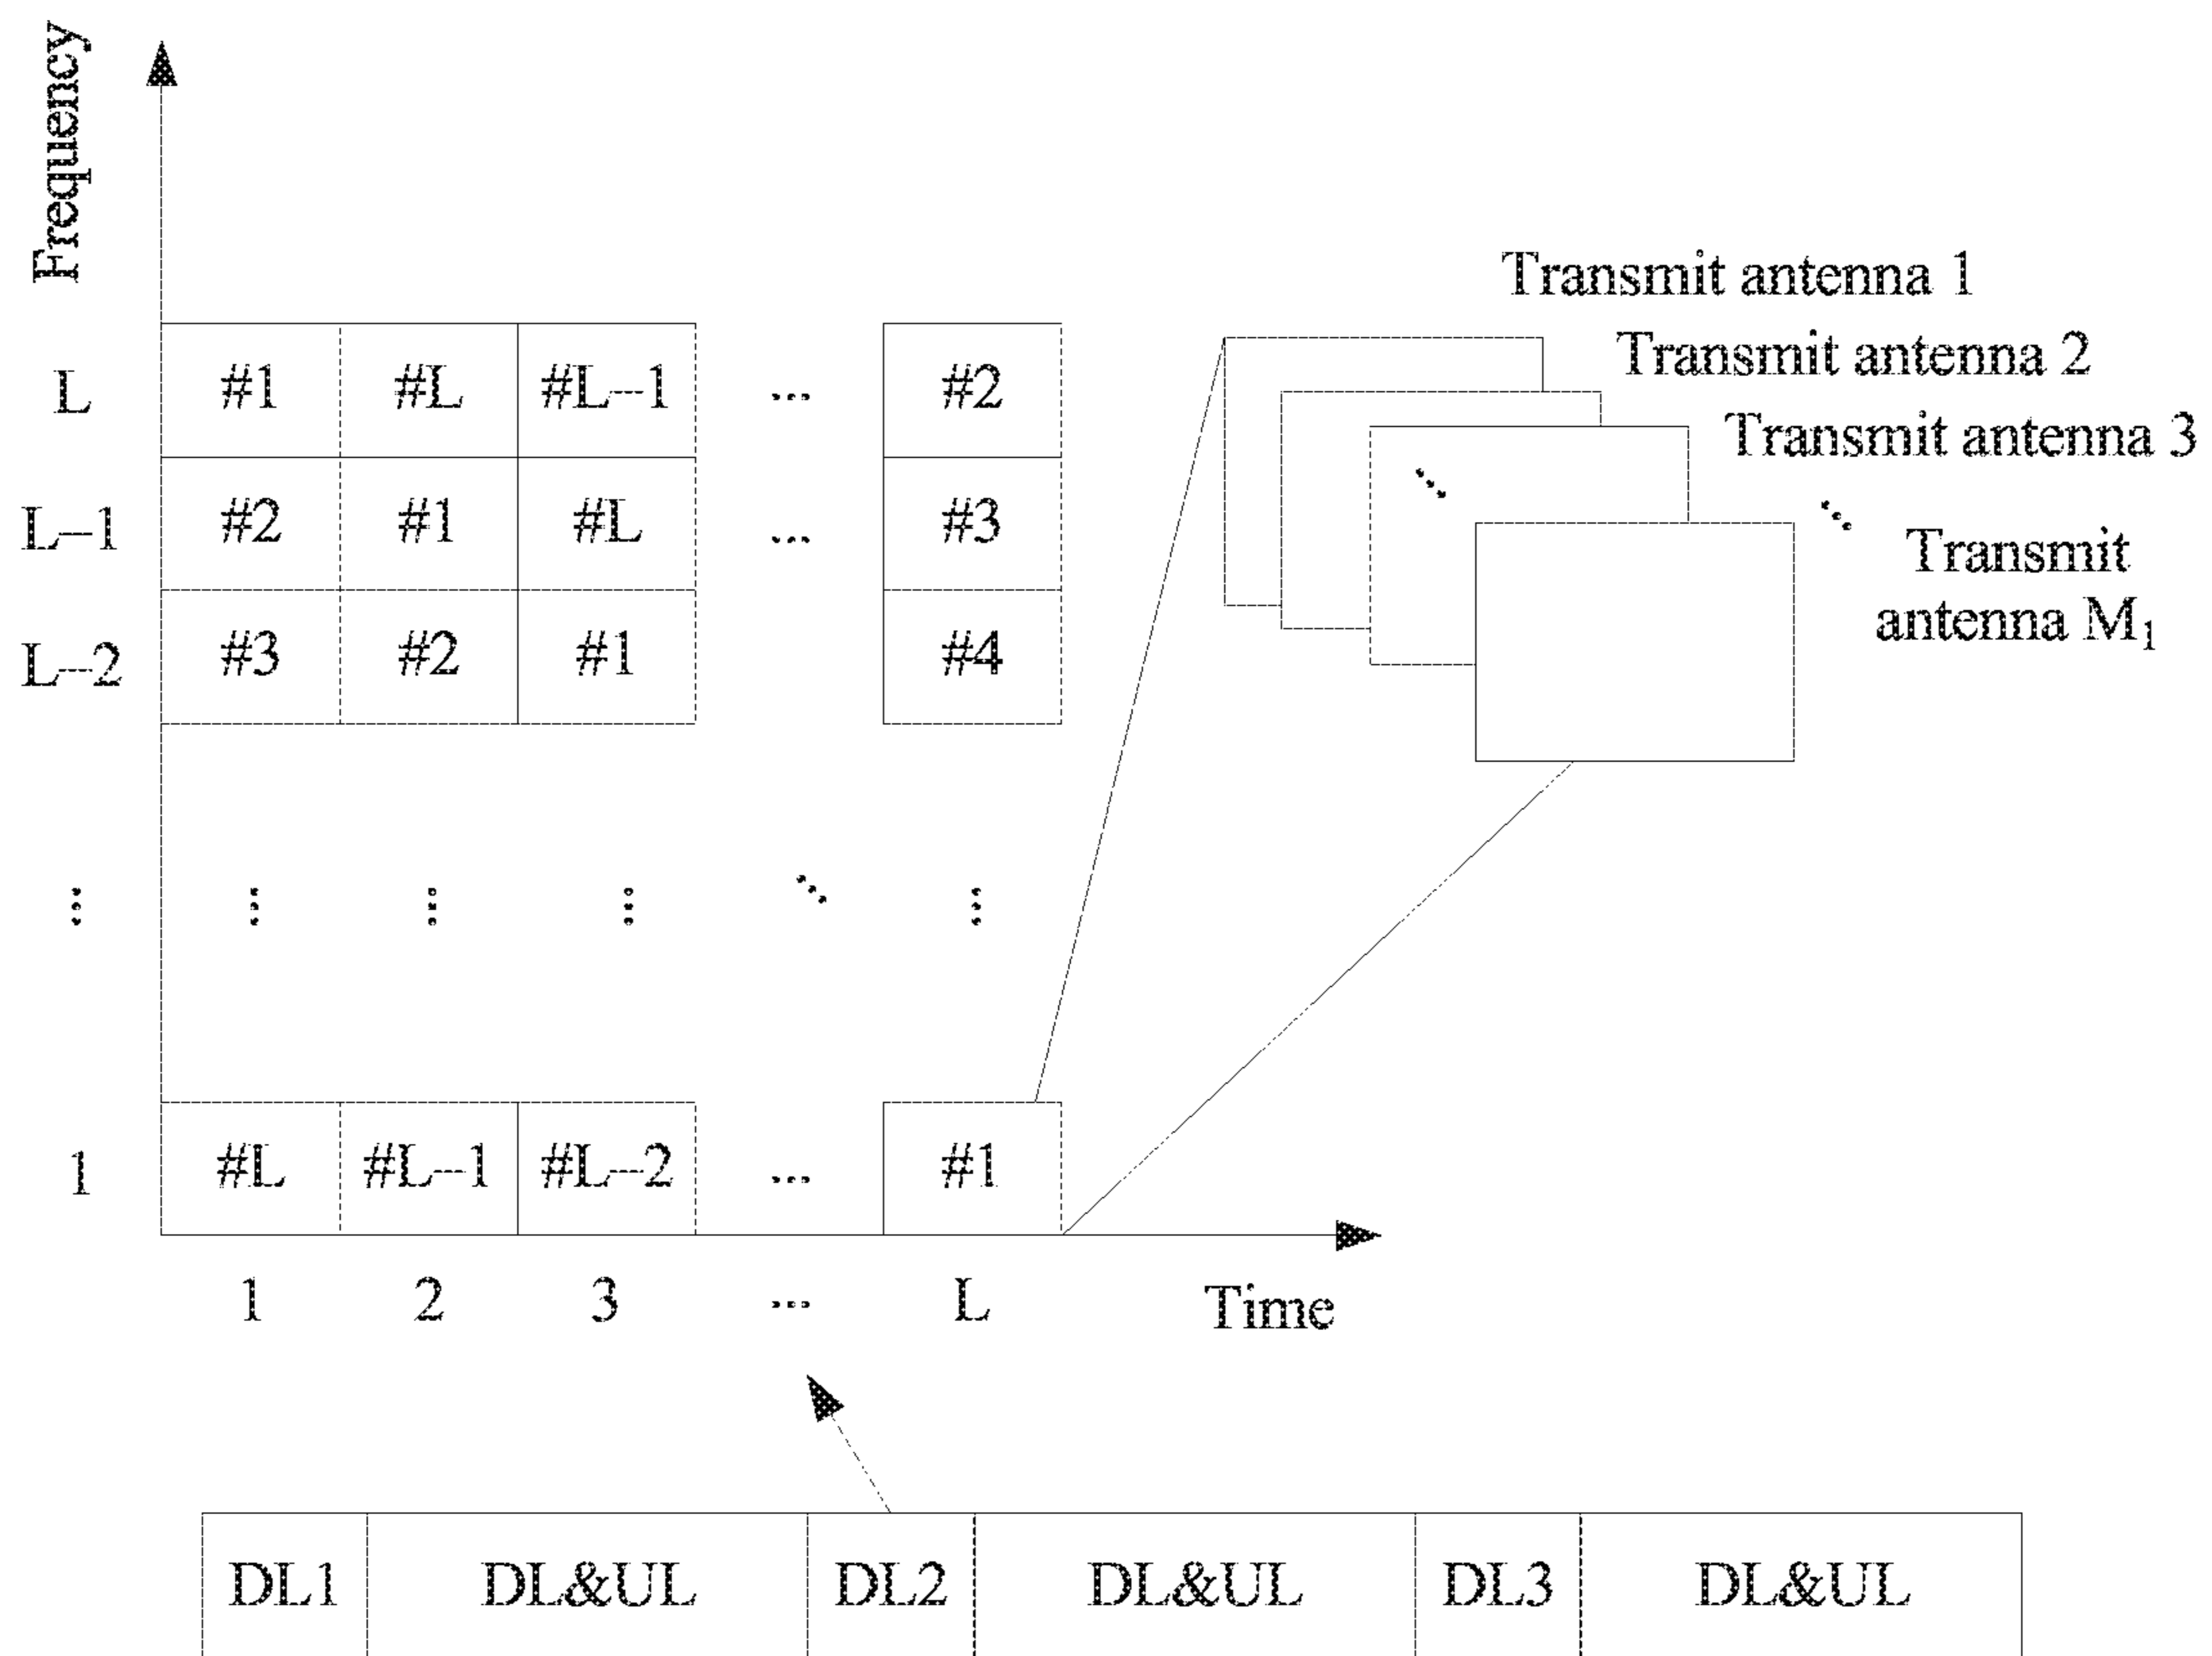 Frequency
Transmit antenna 1
Transmit antenna 2
Transmit antenna 3
Transmit
antenna M₁
L #1 #L #L-1 ... #2
L-1 #2 #1 #L ... #3
L-2 #3 #2 #1 #4
1 #L #L-1 #L-2 ... #1
1 2 3 ... L Time
DL1 DL&UL DL2 DL&UL DL3 DL&UL